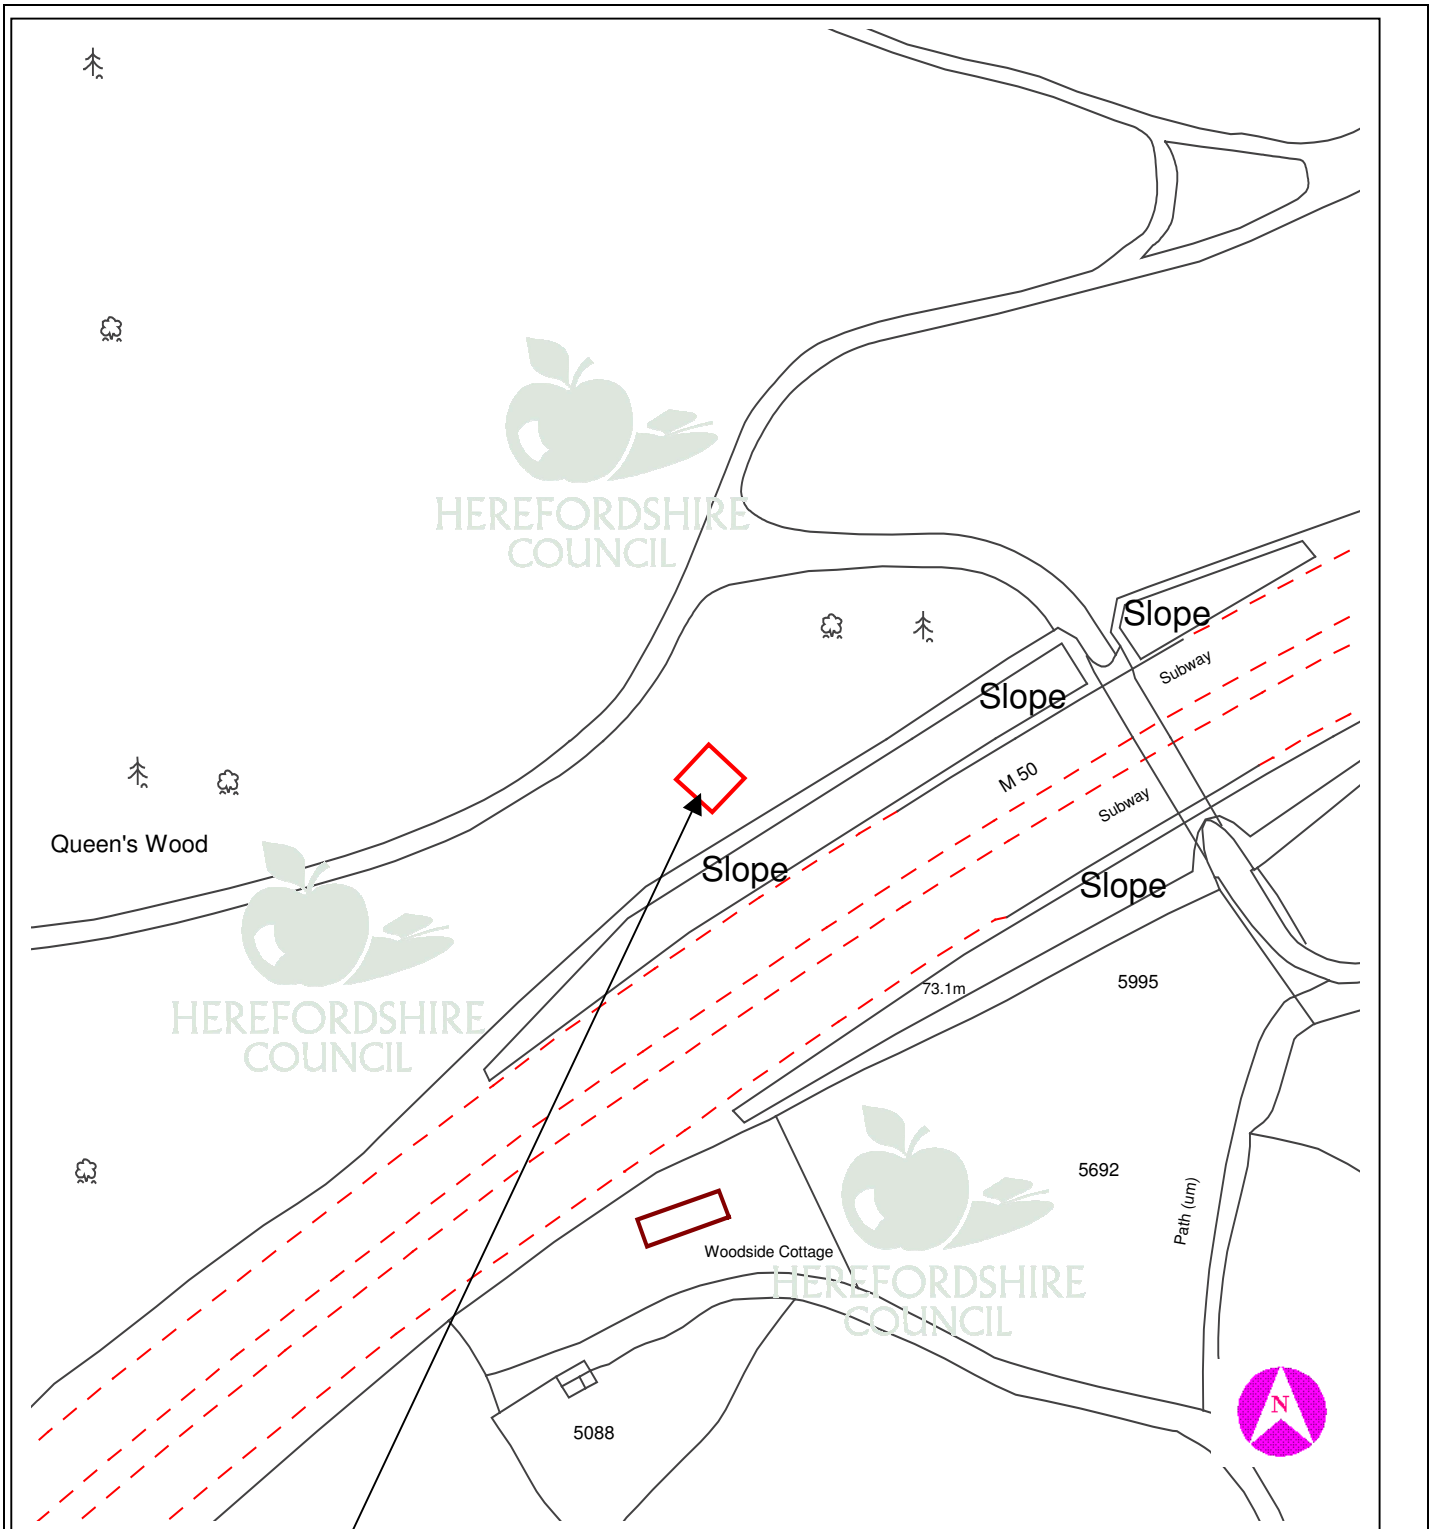 HEREFORDSHIRE
COUNCIL
Slope
Subway
Slope
M 50
Subway
Queen's Wood
Slope
Slope
73.1m
5995
HEREFORDSHIRE
COUNCIL
5692
Path (um)
Woodside Cottage
HEREFORDSHIRE
COUNCIL
N
5088